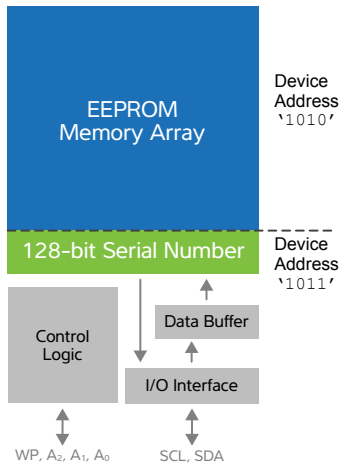 EEPROM
Memory Array
Device
Address
‘1010’
128-bit Serial Number
Device
Address
‘1011’
Control
Logic
Data Buffer
I/O Interface
WP, A₂, A₁, A₀
SCL, SDA